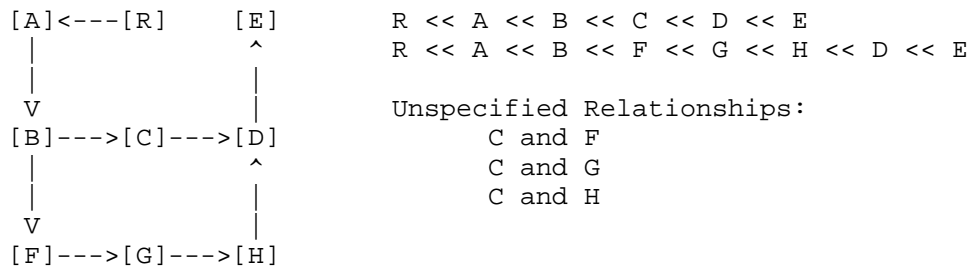 [A]<---[R]     [E]       R << A << B << C << D << E
 |              ^        R << A << B << F << G << H << D << E
 |              |
 V              |        Unspecified Relationships:
[B]--->[C]--->[D]              C and F
 |              ^              C and G
 |              |              C and H
 V              |
[F]--->[G]--->[H]